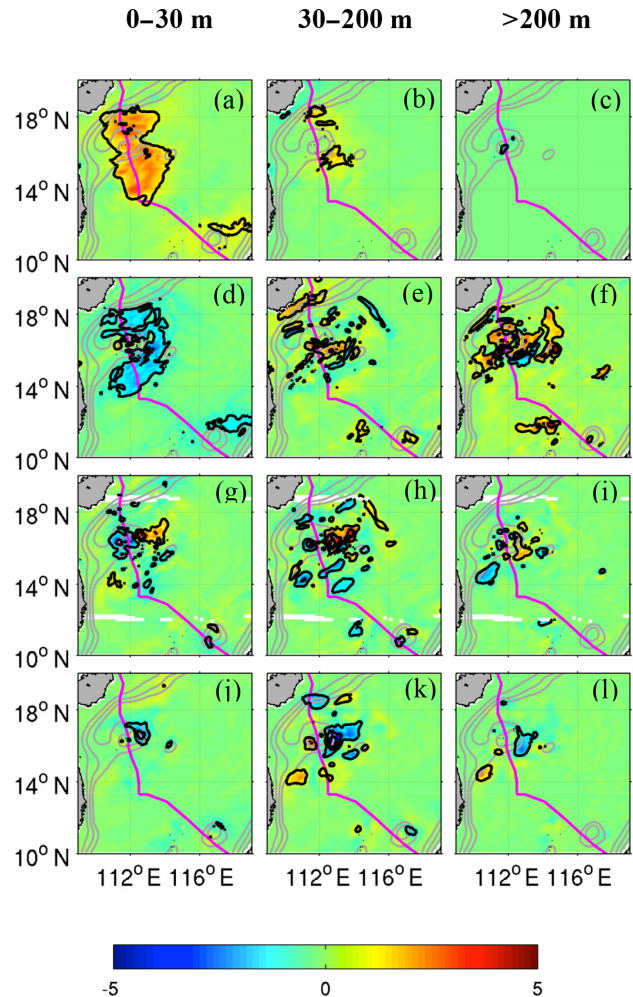 0–30 m 30–200 m >200 m
18° N (a) (b) (c)
14° N
10° N
18° N (d) (e) (f)
14° N
10° N
18° N (g) (h) (i)
14° N
10° N
18° N (j) (k) (l)
14° N
10° N
112° E 116° E 112° E 116° E 112° E 116° E
-5 0 5